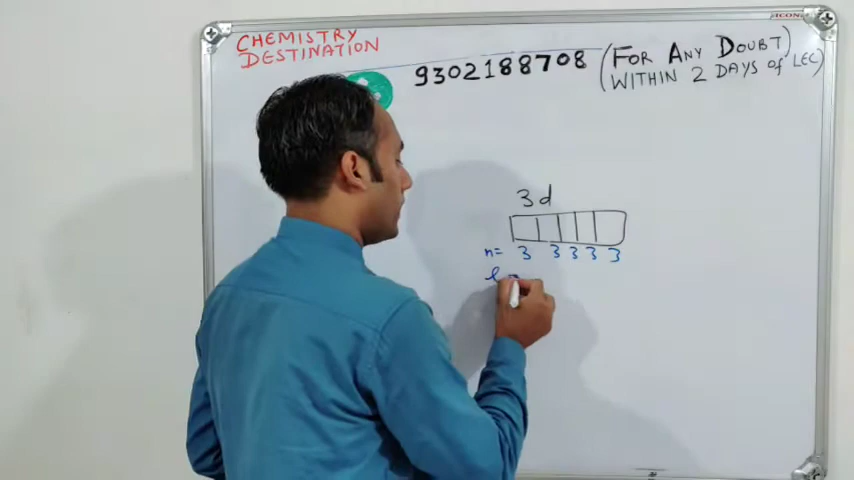 CHEMISTRY
DESTINATION
9302188708
(FOR ANY DOUBT
WITHIN 2 DAYS of LEC)
3d
n= 3 3 3 3 3
l =